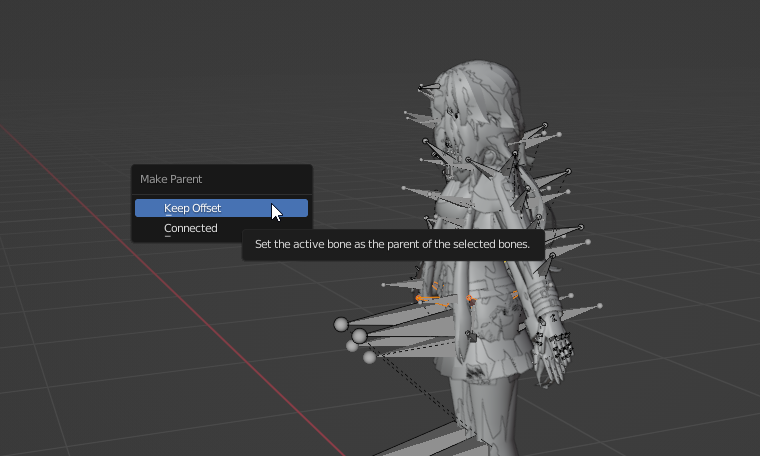 Make Parent
Keep Offset
Connected
Set the active bone as the parent of the selected bones.